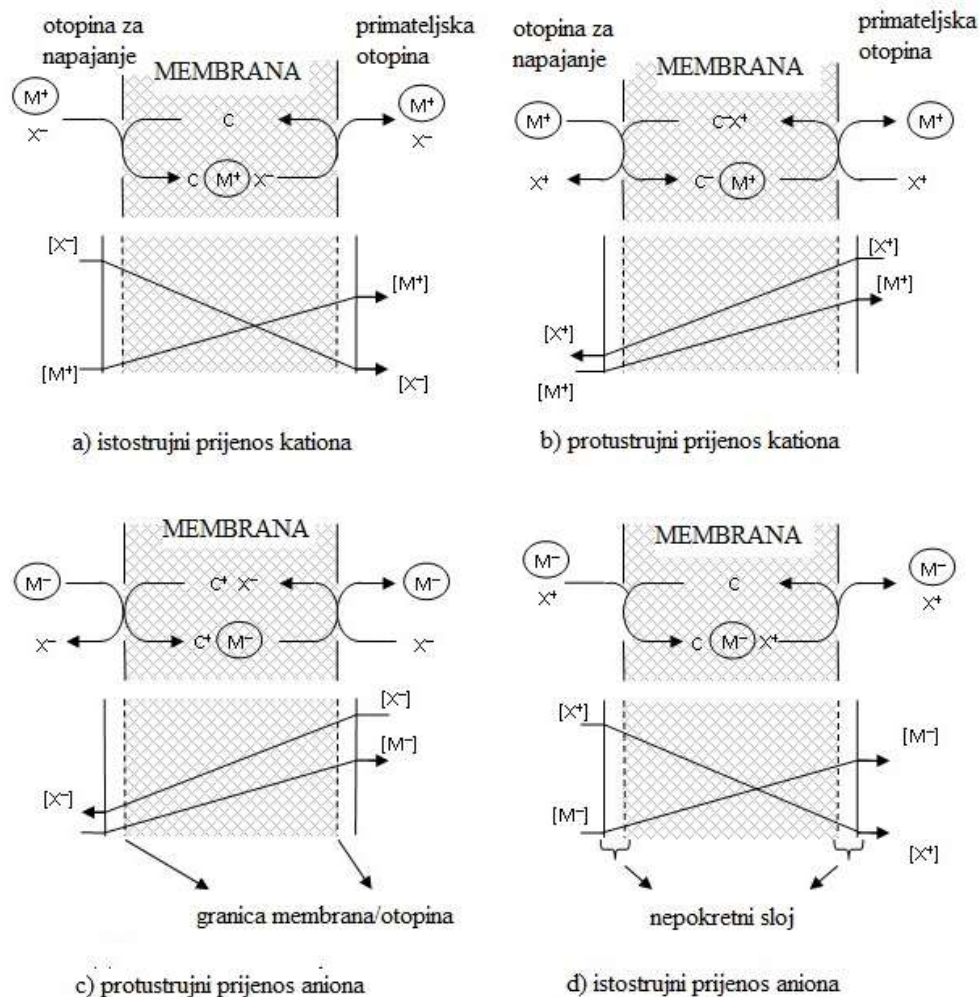 otopina za
napajanje
primateljska
otopina
MEMBRANA
M⁺
X⁻
C
M⁺
X⁻
C M⁺ X⁻
[X⁻]
[M⁺]
[M⁺]
[X⁻]
a) istostrujni prijenos kationa
otopina za
napajanje
primateljska
otopina
MEMBRANA
M⁺
C⁻X⁺
M⁺
X⁺
C⁻ M⁺
X⁺
[X⁺]
[M⁺]
[X⁺]
[M⁺]
b) protustrujni prijenos kationa
MEMBRANA
M⁻
C⁺ X⁻
M⁻
X⁻
C⁺ M⁻
X⁻
[X⁻]
[M⁻]
[X⁻]
granica membrana/otopina
c) protustrujni prijenos aniona
MEMBRANA
M⁻
X⁺
C
M⁻
X⁺
C M⁻ X⁺
[X⁺]
[M⁻]
[M⁻]
[X⁺]
nepokretni sloj
d) istostrujni prijenos aniona